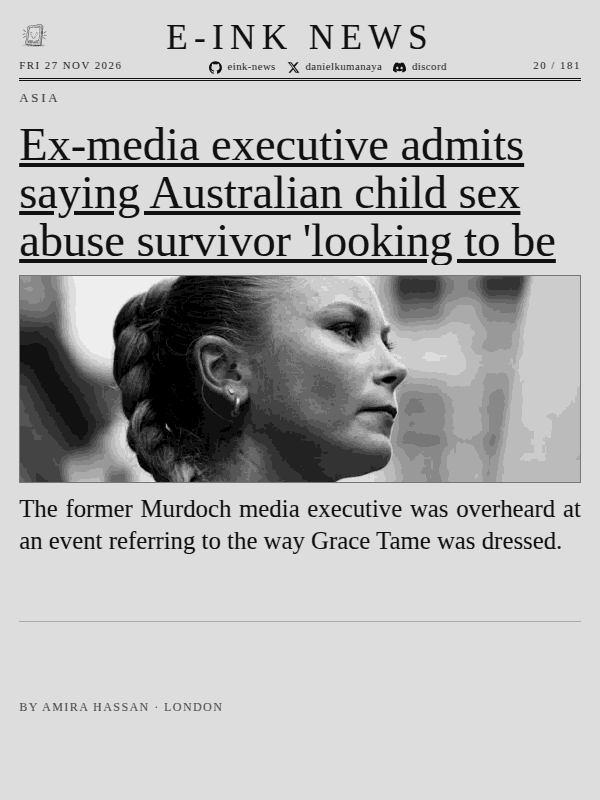 E-INK NEWS
FRI 27 NOV 2026
eink-news danielkumanaya discord
20 / 181
ASIA
Ex-media executive admits
saying Australian child sex
abuse survivor 'looking to be
The former Murdoch media executive was overheard at
an event referring to the way Grace Tame was dressed.
BY AMIRA HASSAN · LONDON